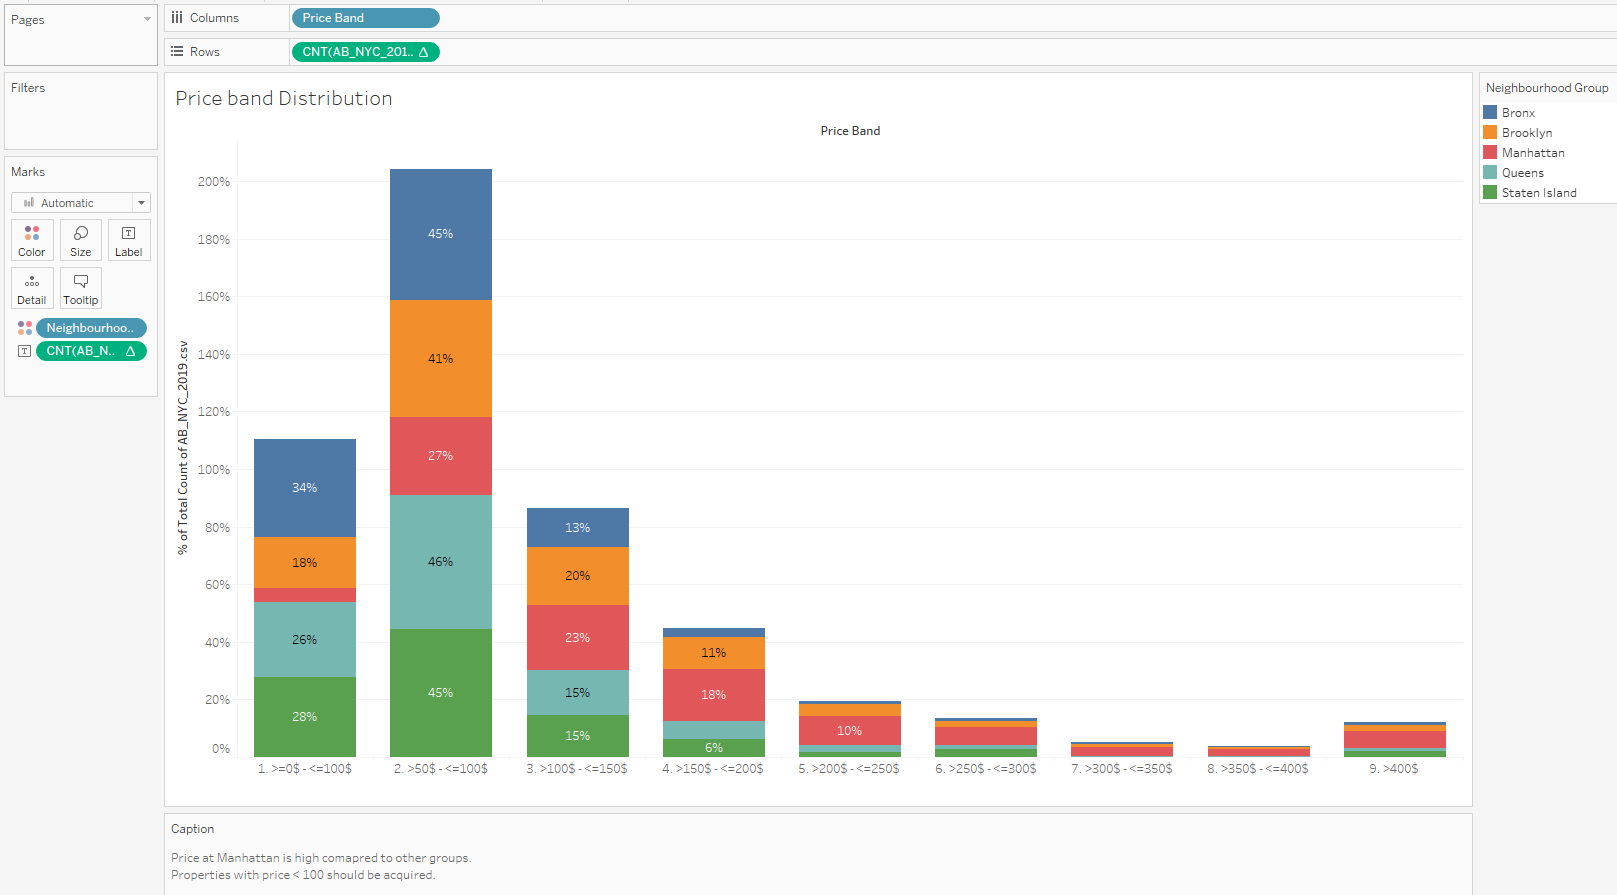 Pages
Columns
Price Band
Rows
CNT(AB_NYC_201.. Δ
Filters
Marks
Automatic
Color
Size
Label
Detail
Tooltip
Neighbourhoo..
CNT(AB_N.. Δ
Price band Distribution
Price Band
% of Total Count of AB_NYC_2019.csv
200%
180%
160%
140%
120%
100%
80%
60%
40%
20%
0%
34%
18%
26%
28%
45%
41%
27%
46%
45%
13%
20%
23%
15%
15%
11%
18%
6%
10%
1. >=0$ - <=100$
2. >50$ - <=100$
3. >100$ - <=150$
4. >150$ - <=200$
5. >200$ - <=250$
6. >250$ - <=300$
7. >300$ - <=350$
8. >350$ - <=400$
9. >400$
Neighbourhood Group
Bronx
Brooklyn
Manhattan
Queens
Staten Island
Caption
Price at Manhattan is high comapred to other groups.
Properties with price < 100 should be acquired.